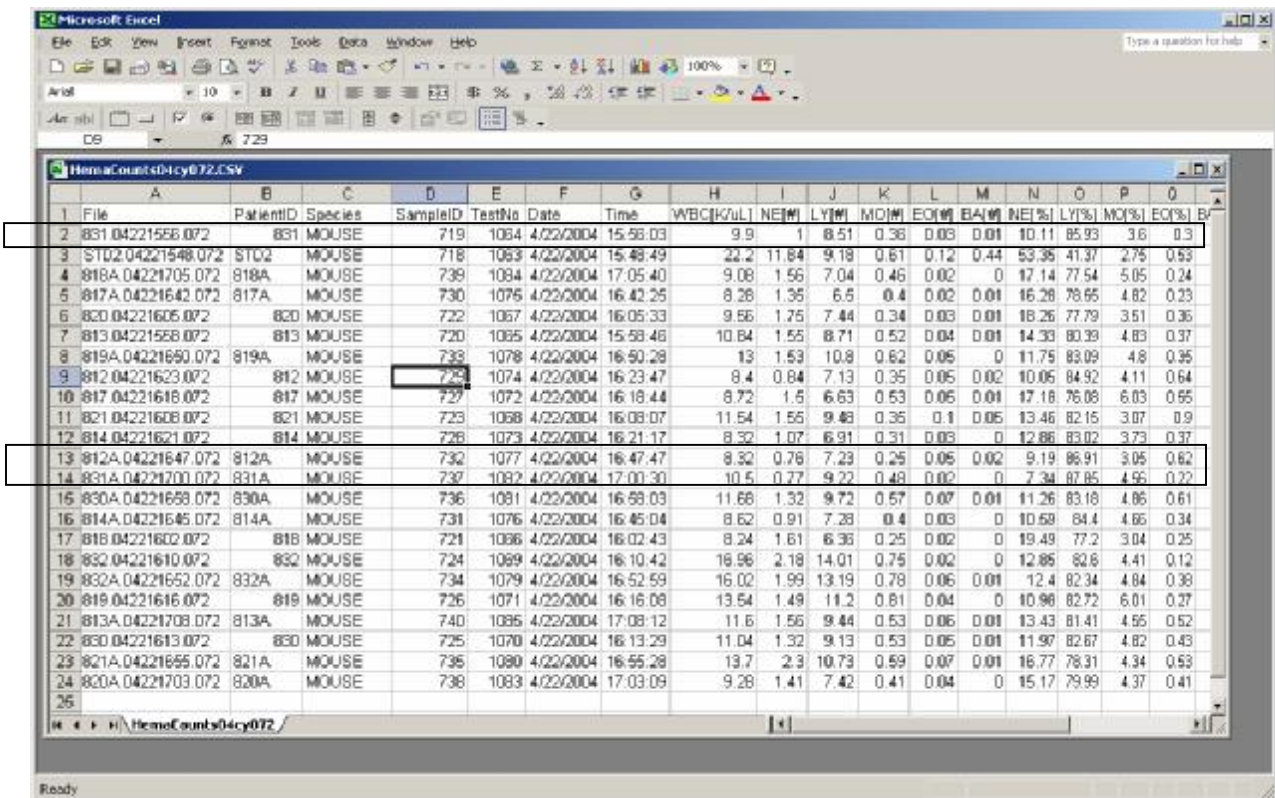 Microsoft Excel
File Edit View Insert Format Tools Data Window Help Type a question for help
100%
Arial 10 B I U $ % ,
D9 fx 729
HemaCounts04cy072.CSV
A B C D E F G H I J K L M N O P Q
1 File PatientID Species SampleID TestNo Date Time WBC[K/uL] NE[#] LY[#] MO[#] EO[#] BA[#] NE[%] LY[%] MO[%] EO[%] BA
2 831.04221556.072 831 MOUSE 719 1064 4/22/2004 15:56:03 9.9 1 8.51 0.36 0.03 0.01 10.11 85.93 3.6 0.3
3 STD2.04221548.072 STD2 MOUSE 718 1063 4/22/2004 15:48:49 22.2 11.84 9.18 0.61 0.12 0.44 53.35 41.37 2.75 0.53
4 818A.04221705.072 818A MOUSE 739 1084 4/22/2004 17:05:40 9.08 1.56 7.04 0.46 0.02 0 17.14 77.54 5.05 0.24
5 817A.04221642.072 817A MOUSE 730 1075 4/22/2004 16:42:25 8.28 1.35 6.5 0.4 0.02 0.01 16.28 78.65 4.82 0.23
6 820.04221605.072 820 MOUSE 722 1067 4/22/2004 16:05:33 9.56 1.75 7.44 0.34 0.03 0.01 18.26 77.79 3.51 0.36
7 813.04221558.072 813 MOUSE 720 1065 4/22/2004 15:58:46 10.84 1.55 8.71 0.52 0.04 0.01 14.33 80.39 4.83 0.37
8 819A.04221650.072 819A MOUSE 733 1078 4/22/2004 16:50:28 13 1.53 10.8 0.62 0.05 0 11.75 83.09 4.8 0.35
9 812.04221623.072 812 MOUSE 729 1074 4/22/2004 16:23:47 8.4 0.84 7.13 0.35 0.05 0.02 10.05 84.92 4.11 0.64
10 817.04221618.072 817 MOUSE 727 1072 4/22/2004 16:18:44 8.72 1.5 6.63 0.53 0.05 0.01 17.18 76.08 6.03 0.55
11 821.04221608.072 821 MOUSE 723 1068 4/22/2004 16:08:07 11.54 1.55 9.48 0.35 0.1 0.05 13.46 82.15 3.07 0.9
12 814.04221621.072 814 MOUSE 728 1073 4/22/2004 16:21:17 8.32 1.07 6.91 0.31 0.03 0 12.86 83.02 3.73 0.37
13 812A.04221647.072 812A MOUSE 732 1077 4/22/2004 16:47:47 8.32 0.76 7.23 0.25 0.05 0.02 9.19 86.91 3.05 0.62
14 831A.04221700.072 831A MOUSE 737 1082 4/22/2004 17:00:30 10.5 0.77 9.22 0.48 0.02 0 7.34 87.85 4.56 0.22
15 830A.04221658.072 830A MOUSE 736 1081 4/22/2004 16:58:03 11.68 1.32 9.72 0.57 0.07 0.01 11.26 83.18 4.86 0.61
16 814A.04221645.072 814A MOUSE 731 1076 4/22/2004 16:45:04 8.62 0.91 7.28 0.4 0.03 0 10.59 84.4 4.66 0.34
17 818.04221602.072 818 MOUSE 721 1066 4/22/2004 16:02:43 8.24 1.61 6.36 0.25 0.02 0 19.49 77.2 3.04 0.25
18 832.04221610.072 832 MOUSE 724 1069 4/22/2004 16:10:42 16.96 2.18 14.01 0.75 0.02 0 12.85 82.6 4.41 0.12
19 832A.04221652.072 832A MOUSE 734 1079 4/22/2004 16:52:59 16.02 1.99 13.19 0.78 0.06 0.01 12.4 82.34 4.84 0.38
20 819.04221616.072 819 MOUSE 726 1071 4/22/2004 16:16:08 13.54 1.49 11.2 0.81 0.04 0 10.98 82.72 6.01 0.27
21 813A.04221708.072 813A MOUSE 740 1085 4/22/2004 17:08:12 11.6 1.56 9.44 0.53 0.06 0.01 13.43 81.41 4.55 0.52
22 830.04221613.072 830 MOUSE 725 1070 4/22/2004 16:13:29 11.04 1.32 9.13 0.53 0.05 0.01 11.97 82.67 4.82 0.43
23 821A.04221655.072 821A MOUSE 735 1080 4/22/2004 16:55:28 13.7 2.3 10.73 0.59 0.07 0.01 16.77 78.31 4.34 0.53
24 820A.04221703.072 820A MOUSE 738 1083 4/22/2004 17:03:09 9.28 1.41 7.42 0.41 0.04 0 15.17 79.99 4.37 0.41
25
HemaCounts04cy072
Ready